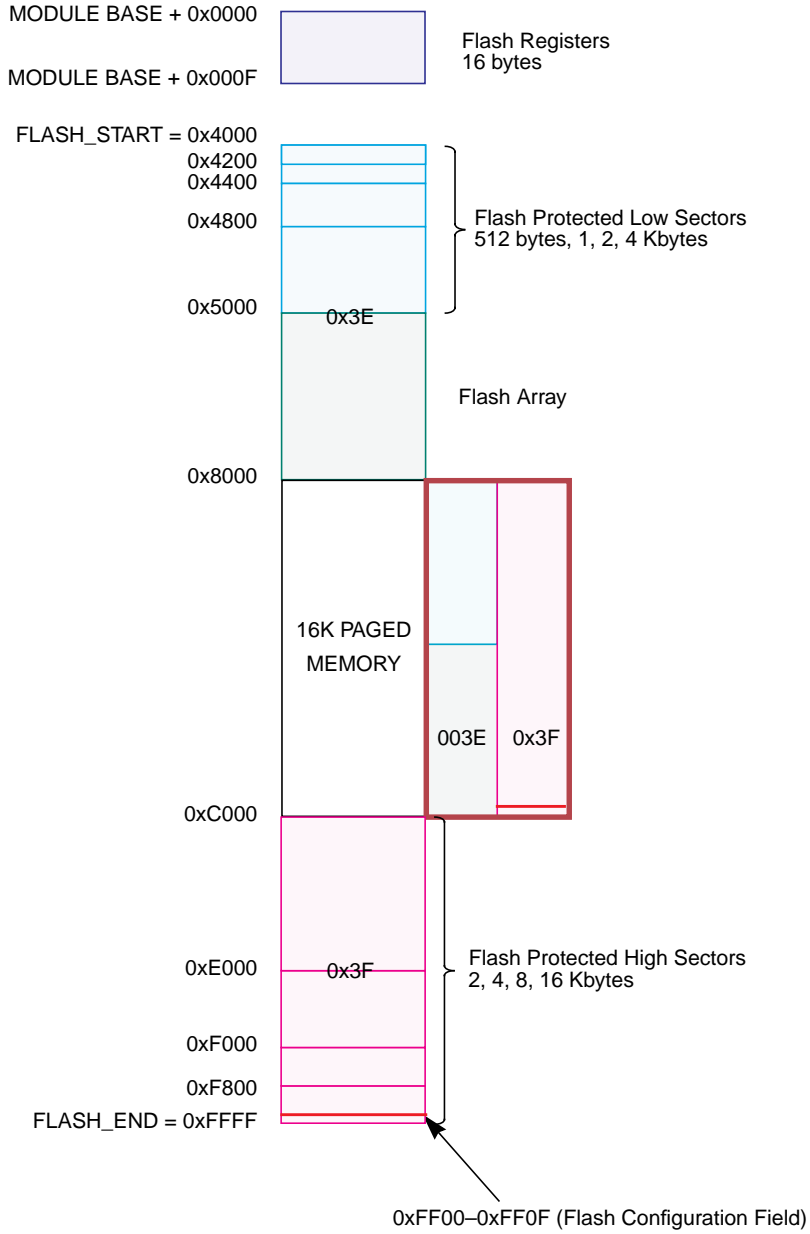 MODULE BASE + 0x0000
Flash Registers
16 bytes
MODULE BASE + 0x000F
FLASH_START = 0x4000
0x4200
0x4400
0x4800
Flash Protected Low Sectors
512 bytes, 1, 2, 4 Kbytes
0x5000
0x3E
Flash Array
0x8000
16K PAGED
MEMORY
003E
0x3F
0xC000
Flash Protected High Sectors
2, 4, 8, 16 Kbytes
0xE000
0x3F
0xF000
0xF800
FLASH_END = 0xFFFF
0xFF00–0xFF0F (Flash Configuration Field)